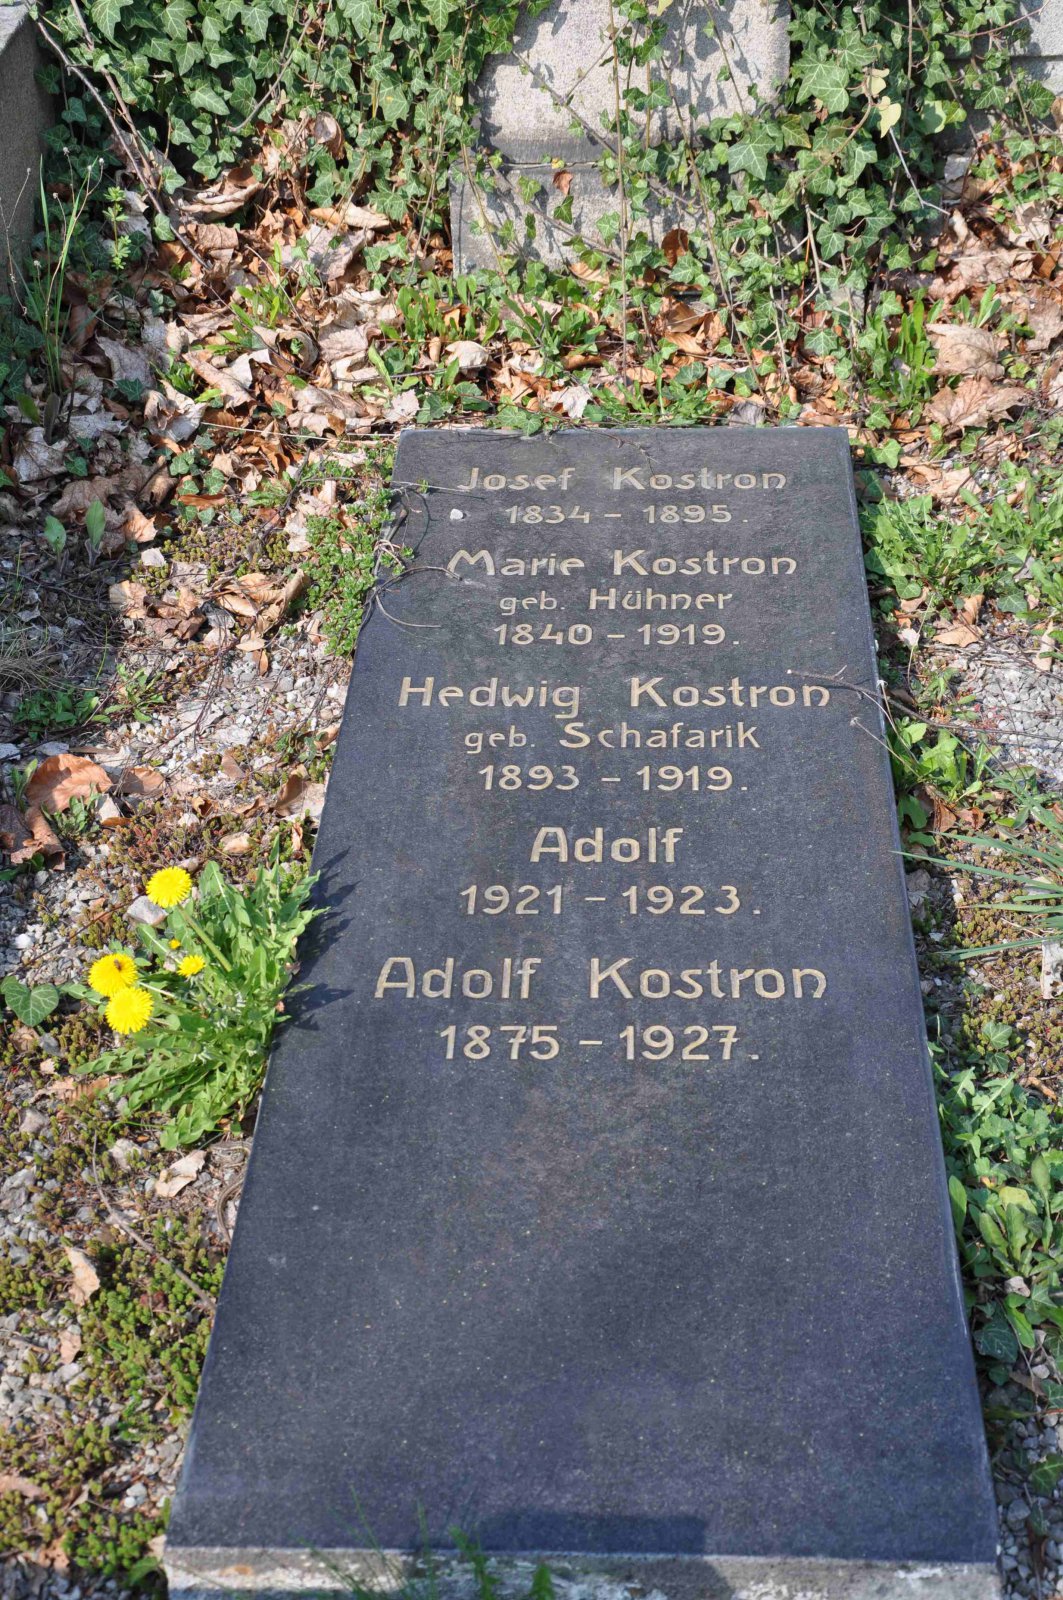 Josef Kostron
1834 - 1895.
Marie Kostron
geb. Hühner
1840 - 1919.
Hedwig Kostron
geb. Schafarik
1893 - 1919.
Adolf
1921 - 1923.
Adolf Kostron
1875 - 1927.